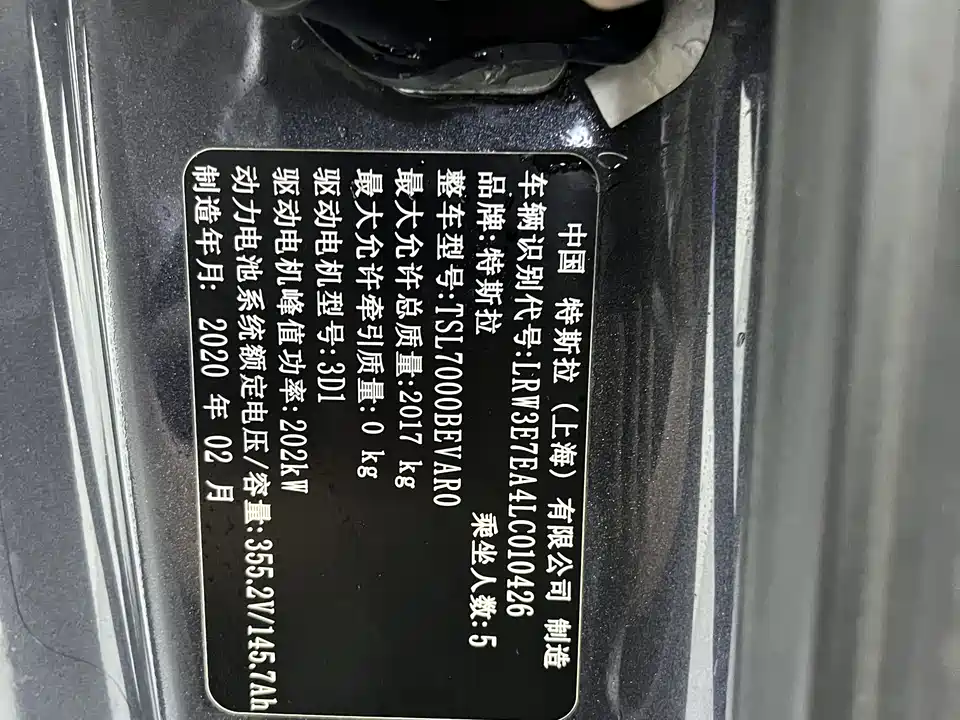 中国 特斯拉（上海）有限公司 制造
车辆识别代号:LRW3E7EA4LC010426
品牌:特斯拉 乘坐人数:5
整车型号:TSL7000BEVAR0
最大允许总质量:2017 kg
最大允许牵引质量:0 kg
驱动电机型号:3D1
驱动电机峰值功率:202kW
动力电池系统额定电压/容量:355.2V/145.7Ah
制造年月: 2020 年 02 月